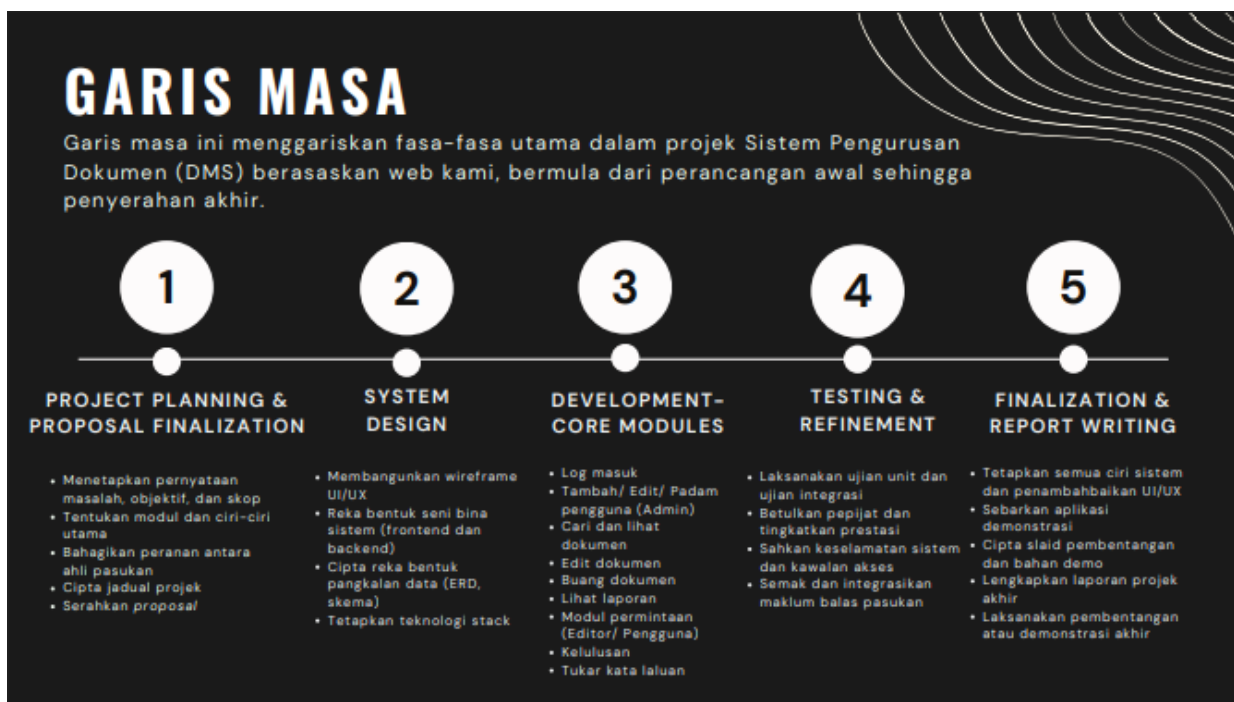 GARIS MASA
Garis masa ini menggariskan fasa-fasa utama dalam projek Sistem Pengurusan
Dokumen (DMS) berasaskan web kami, bermula dari perancangan awal sehingga
penyerahan akhir.
1
PROJECT PLANNING &
PROPOSAL FINALIZATION
• Menetapkan pernyataan
masalah, objektif, dan skop
• Tentukan modul dan ciri-ciri
utama
• Bahagikan peranan antara
ahli pasukan
• Cipta jadual projek
• Serahkan proposal
2
SYSTEM
DESIGN
• Membangunkan wireframe
UI/UX
• Reka bentuk seni bina
sistem (frontend dan
backend)
• Cipta reka bentuk
pangkalan data (ERD,
skema)
• Tetapkan teknologi stack
3
DEVELOPMENT-
CORE MODULES
• Log masuk
• Tambah/ Edit/ Padam
pengguna (Admin)
• Cari dan lihat
dokumen
• Edit dokumen
• Buang dokumen
• Lihat laporan
• Modul permintaan
(Editor/ Pengguna)
• Kelulusan
• Tukar kata laluan
4
TESTING &
REFINEMENT
• Laksanakan ujian unit dan
ujian integrasi
• Betulkan pepijat dan
tingkatkan prestasi
• Sahkan keselamatan sistem
dan kawalan akses
• Semak dan integrasikan
maklum balas pasukan
5
FINALIZATION &
REPORT WRITING
• Tetapkan semua ciri sistem
dan penambahbaikan UI/UX
• Sebarkan aplikasi
demonstrasi
• Cipta slaid pembentangan
dan bahan demo
• Lengkapkan laporan projek
akhir
• Laksanakan pembentangan
atau demonstrasi akhir